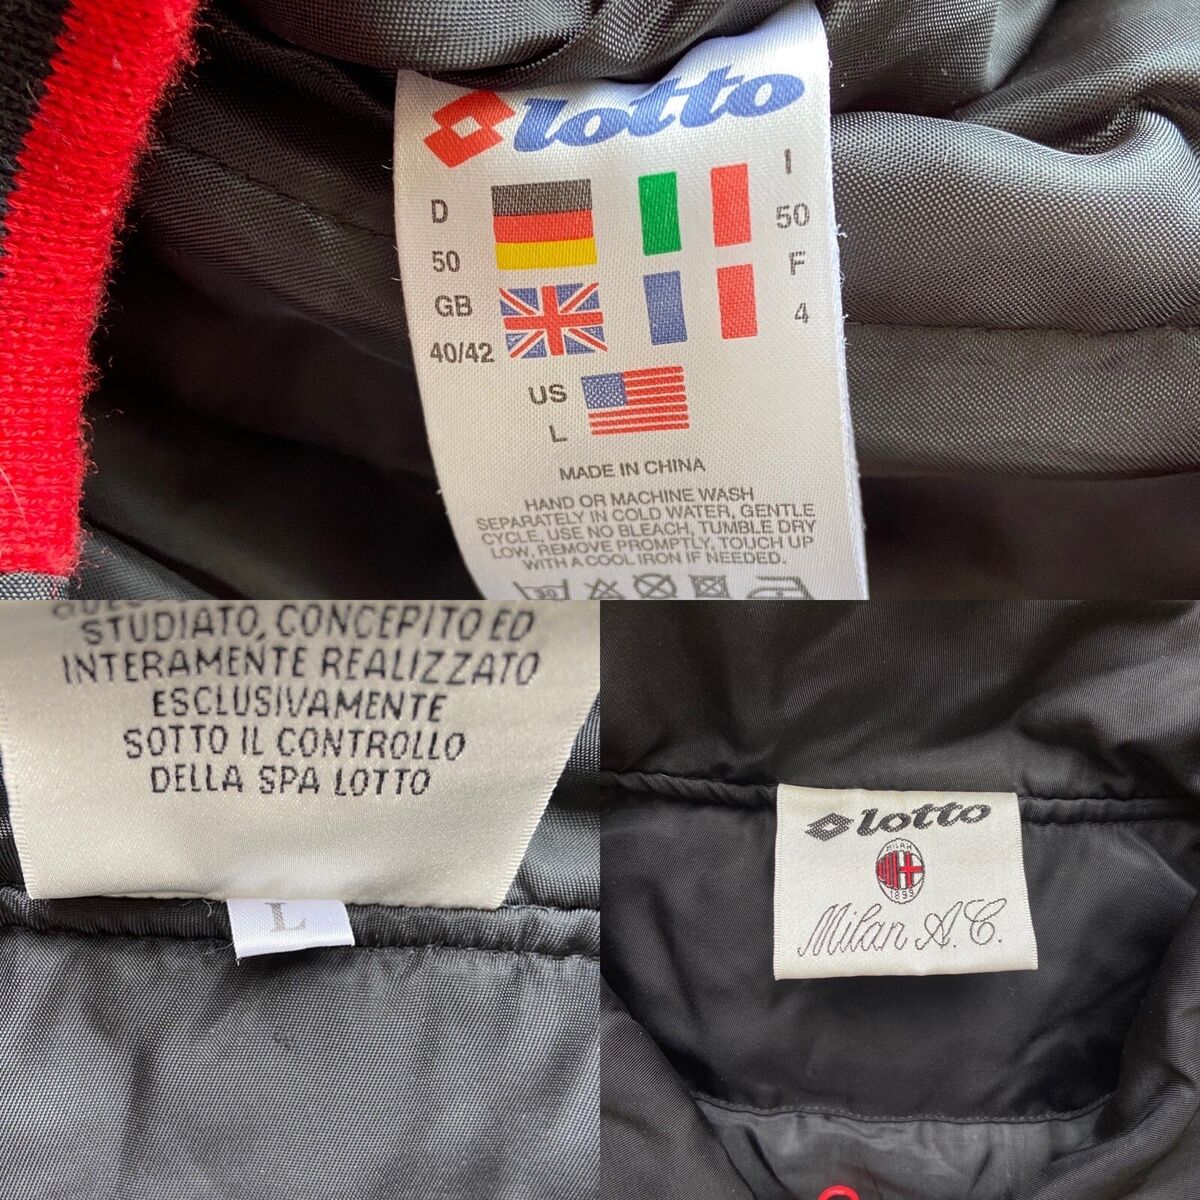 lotto
D
50
GB
40/42
I
50
F
4
US
L
MADE IN CHINA
HAND OR MACHINE WASH
SEPARATELY IN COLD WATER, GENTLE
CYCLE, USE NO BLEACH, TUMBLE DRY
LOW, REMOVE PROMPTLY, TOUCH UP
WITH A COOL IRON IF NEEDED.
30
STUDIATO, CONCEPITO ED
INTERAMENTE REALIZZATO
ESCLUSIVAMENTE
SOTTO IL CONTROLLO
DELLA SPA LOTTO
L
lotto
MILAN
1899
Milan A.C.